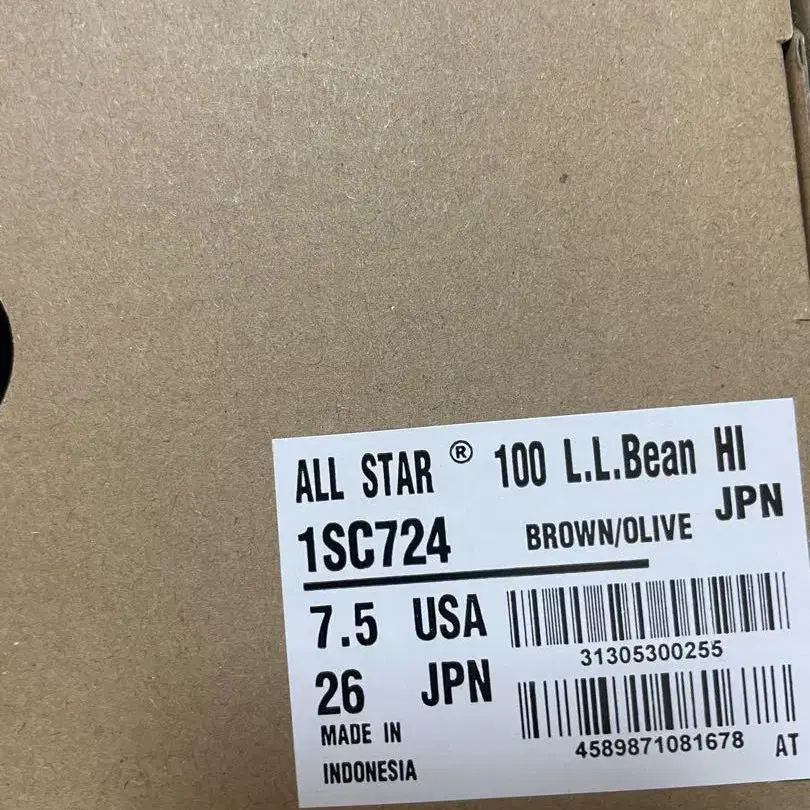 ALL STAR ® 100 L.L.Bean HI
1SC724 BROWN/OLIVE JPN
7.5 USA
31305300255
26 JPN
4589871081678 AT
MADE IN
INDONESIA